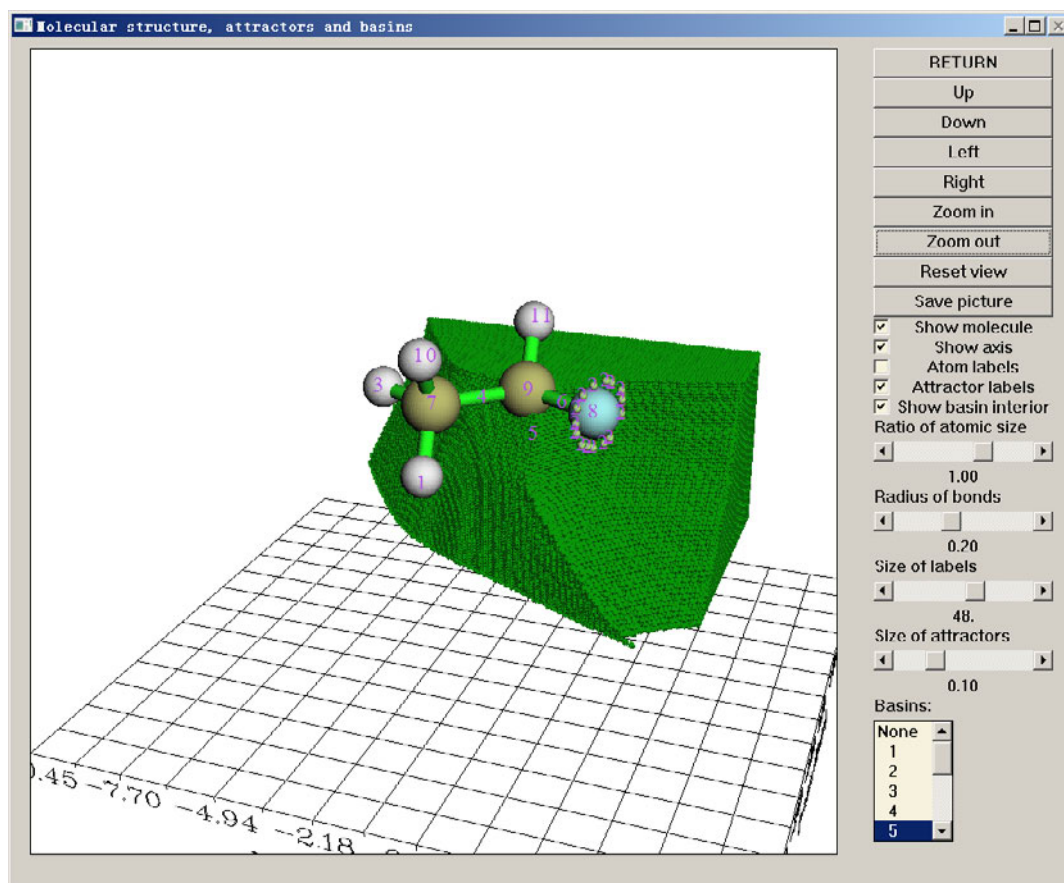 Molecular structure, attractors and basins
RETURN
Up
Down
Left
Right
Zoom in
Zoom out
Reset view
Save picture
Show molecule
Show axis
Atom labels
Attractor labels
Show basin interior
Ratio of atomic size
1.00
Radius of bonds
0.20
Size of labels
48.
Size of attractors
0.10
Basins:
None
1
2
3
4
5
11
10
3
7
4
9
6
8
5
1
.45 -7.70 -4.94 -2.18